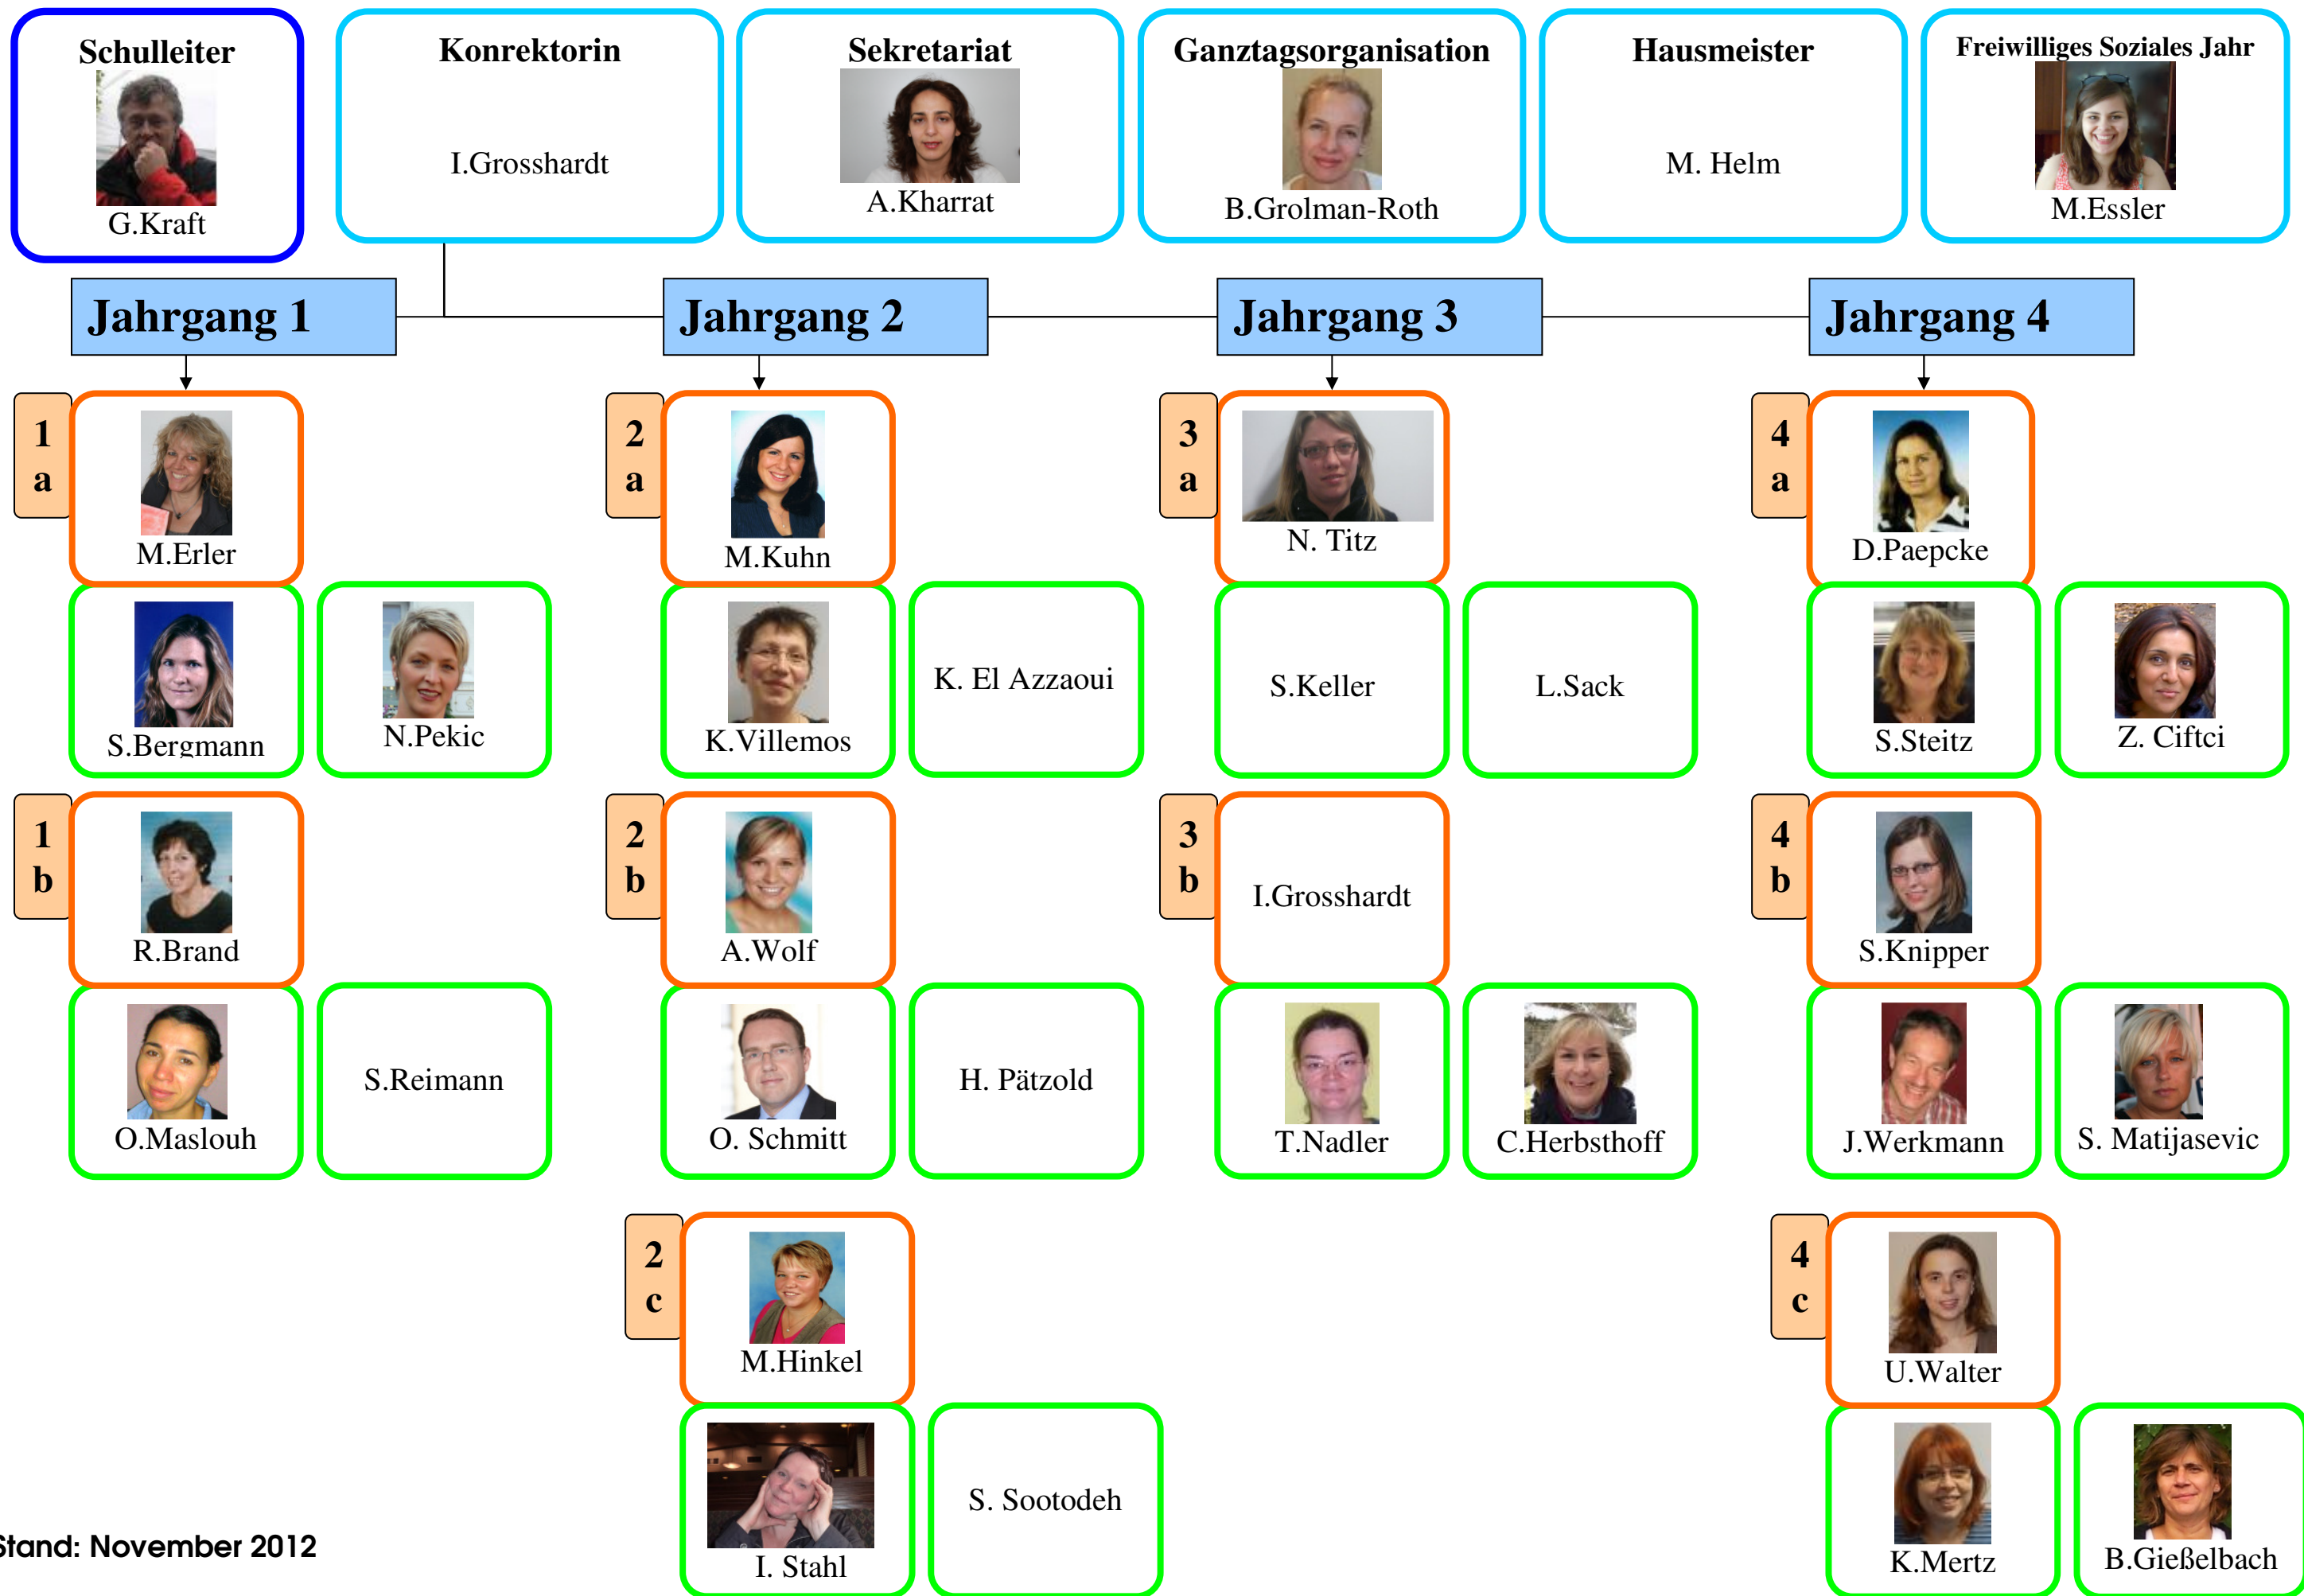 Schulleiter
G.Kraft
Konrektorin
I.Grosshardt
Sekretariat
A.Kharrat
Ganztagsorganisation
B.Grolman-Roth
Hausmeister
M. Helm
Freiwilliges Soziales Jahr
M.Essler
Jahrgang 1
Jahrgang 2
Jahrgang 3
Jahrgang 4
1
a
M.Erler
2
a
M.Kuhn
3
a
N. Titz
4
a
D.Paepcke
S.Bergmann
N.Pekic
K.Villemos
K. El Azzaoui
S.Keller
L.Sack
S.Steitz
Z. Ciftci
1
b
R.Brand
2
b
A.Wolf
3
b
I.Grosshardt
4
b
S.Knipper
O.Maslouh
S.Reimann
O. Schmitt
H. Pätzold
T.Nadler
C.Herbsthoff
J.Werkmann
S. Matijasevic
2
c
M.Hinkel
4
c
U.Walter
I. Stahl
S. Sootodeh
K.Mertz
B.Gießelbach
Stand: November 2012